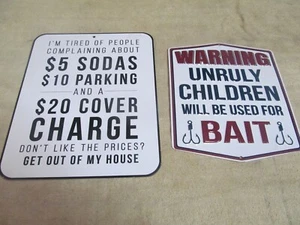 I'M TIRED OF PEOPLE
COMPLAINING ABOUT
$5 SODAS
$10 PARKING
AND A
$20 COVER
CHARGE
DON'T LIKE THE PRICES?
GET OUT OF MY HOUSE
WARNING
UNRULY
CHILDREN
WILL BE USED FOR
BAIT